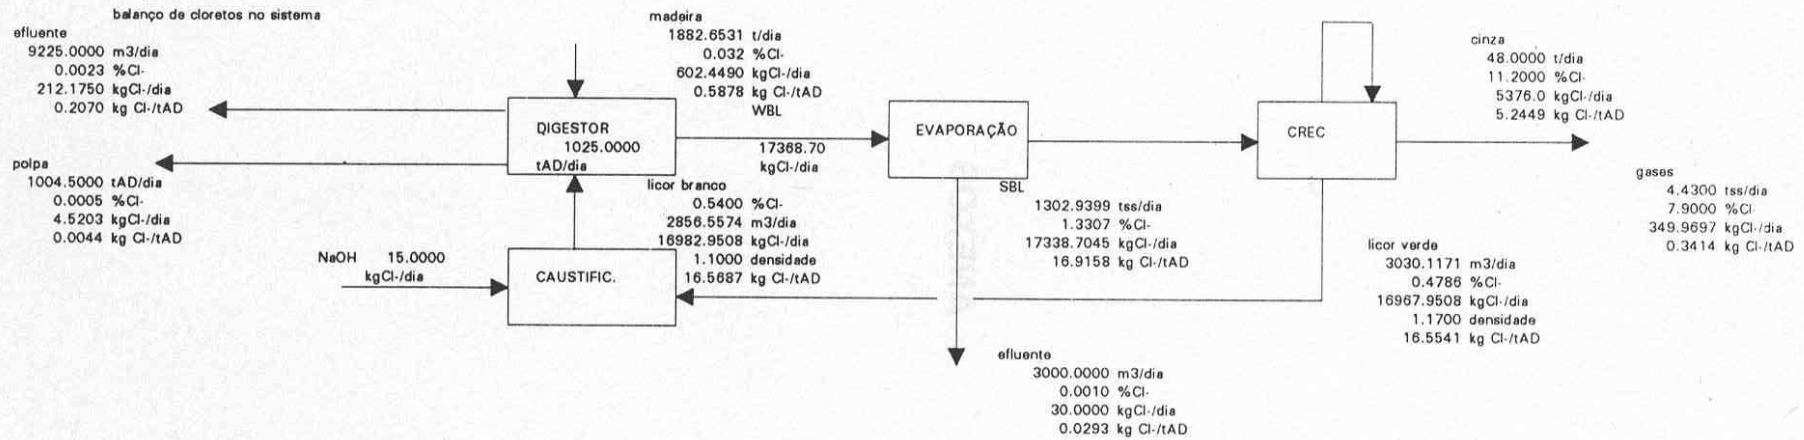 balanço de cloretos no sistema
efluente
9225.0000 m3/dia
0.0023 %Cl-
212.1750 kgCl-/dia
0.2070 kg Cl-/tAD
polpa
1004.5000 tAD/dia
0.0005 %Cl-
4.5203 kgCl-/dia
0.0044 kg Cl-/tAD
madeira
1882.6531 t/dia
0.032 %Cl-
602.4490 kgCl-/dia
0.5878 kg Cl-/tAD
WBL
DIGESTOR
1025.0000
tAD/dia
17368.70
kgCl-/dia
EVAPORAÇÃO
CREC
cinza
48.0000 t/dia
11.2000 %Cl-
5376.0 kgCl-/dia
5.2449 kg Cl-/tAD
gases
4.4300 tss/dia
7.9000 %Cl-
349.9697 kgCl-/dia
0.3414 kg Cl-/tAD
licor branco
0.5400 %Cl-
2856.5574 m3/dia
16982.9508 kgCl-/dia
1.1000 densidade
16.5687 kg Cl-/tAD
SBL
1302.9399 tss/dia
1.3307 %Cl-
17338.7045 kgCl-/dia
16.9158 kg Cl-/tAD
licor verde
3030.1171 m3/dia
0.4786 %Cl-
16967.9508 kgCl-/dia
1.1700 densidade
16.5541 kg Cl-/tAD
NaOH 15.0000
kgCl-/dia
CAUSTIFIC.
efluente
3000.0000 m3/dia
0.0010 %Cl-
30.0000 kgCl-/dia
0.0293 kg Cl-/tAD